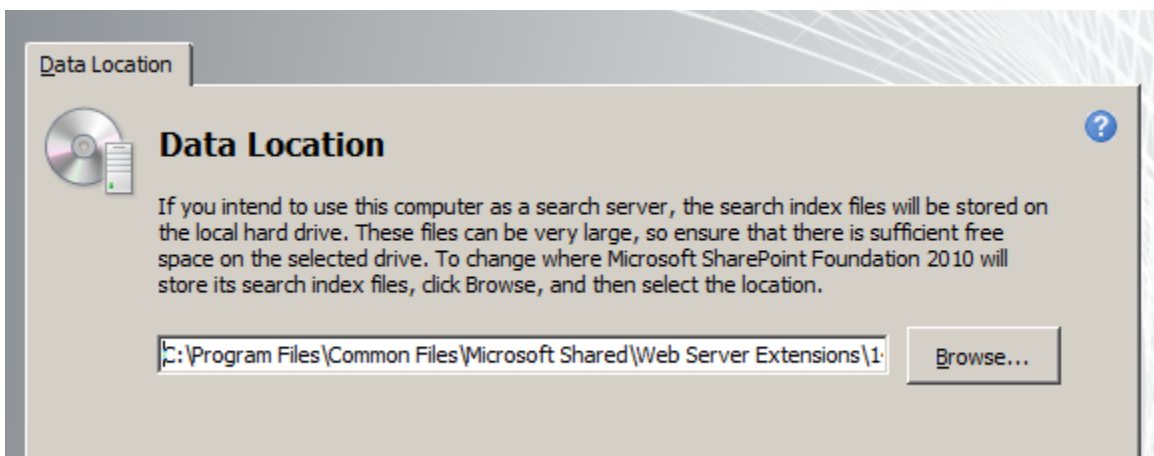 Data Location
Data Location
If you intend to use this computer as a search server, the search index files will be stored on
the local hard drive. These files can be very large, so ensure that there is sufficient free
space on the selected drive. To change where Microsoft SharePoint Foundation 2010 will
store its search index files, click Browse, and then select the location.
C:\Program Files\Common Files\Microsoft Shared\Web Server Extensions\1
Browse...